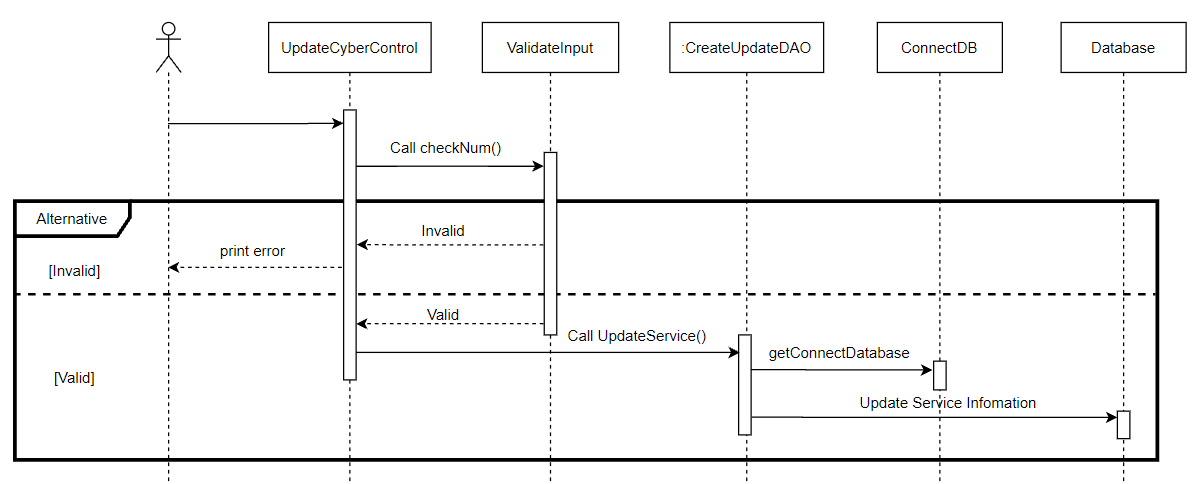 UpdateCyberControl
ValidateInput
:CreateUpdateDAO
ConnectDB
Database
Call checkNum()
Alternative
Invalid
print error
[Invalid]
Valid
Call UpdateService()
getConnectDatabase
[Valid]
Update Service Infomation